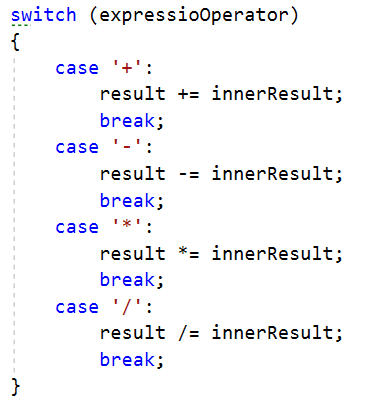 switch (expressioOperator)
{
    case '+':
        result += innerResult;
        break;
    case '-':
        result -= innerResult;
        break;
    case '*':
        result *= innerResult;
        break;
    case '/':
        result /= innerResult;
        break;
}